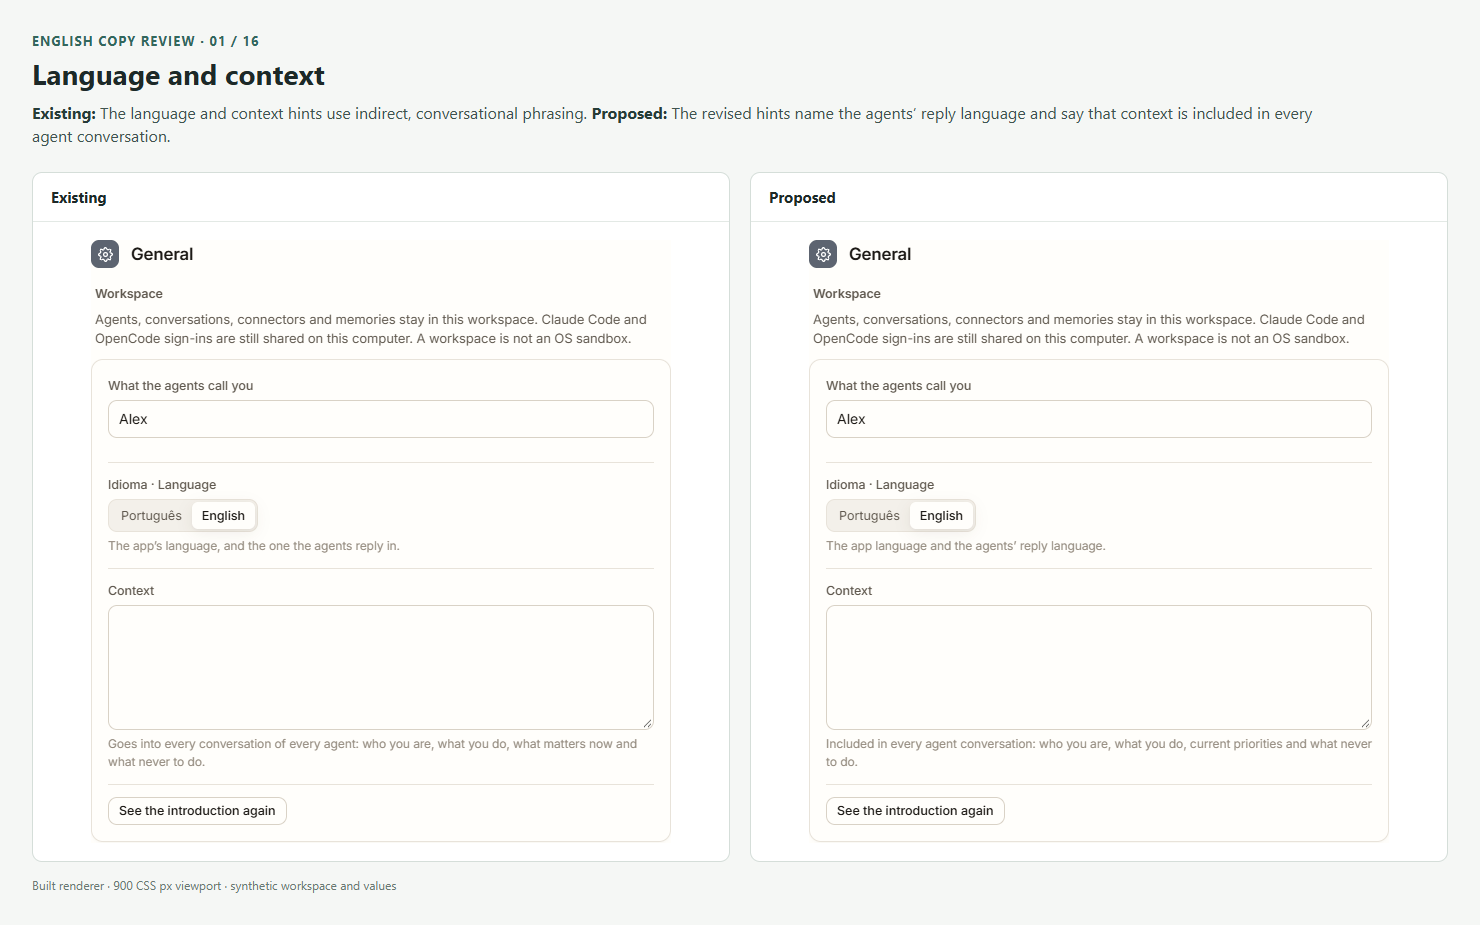 ENGLISH COPY REVIEW · 01 / 16
Language and context
Existing: The language and context hints use indirect, conversational phrasing. Proposed: The revised hints name the agents’ reply language and say that context is included in every
agent conversation.
Existing
General
Workspace
Agents, conversations, connectors and memories stay in this workspace. Claude Code and
OpenCode sign-ins are still shared on this computer. A workspace is not an OS sandbox.
What the agents call you
Alex
Idioma · Language
Português English
The app’s language, and the one the agents reply in.
Context
Goes into every conversation of every agent: who you are, what you do, what matters now and
what never to do.
See the introduction again
Proposed
General
Workspace
Agents, conversations, connectors and memories stay in this workspace. Claude Code and
OpenCode sign-ins are still shared on this computer. A workspace is not an OS sandbox.
What the agents call you
Alex
Idioma · Language
Português English
The app language and the agents’ reply language.
Context
Included in every agent conversation: who you are, what you do, current priorities and what never
to do.
See the introduction again
Built renderer · 900 CSS px viewport · synthetic workspace and values